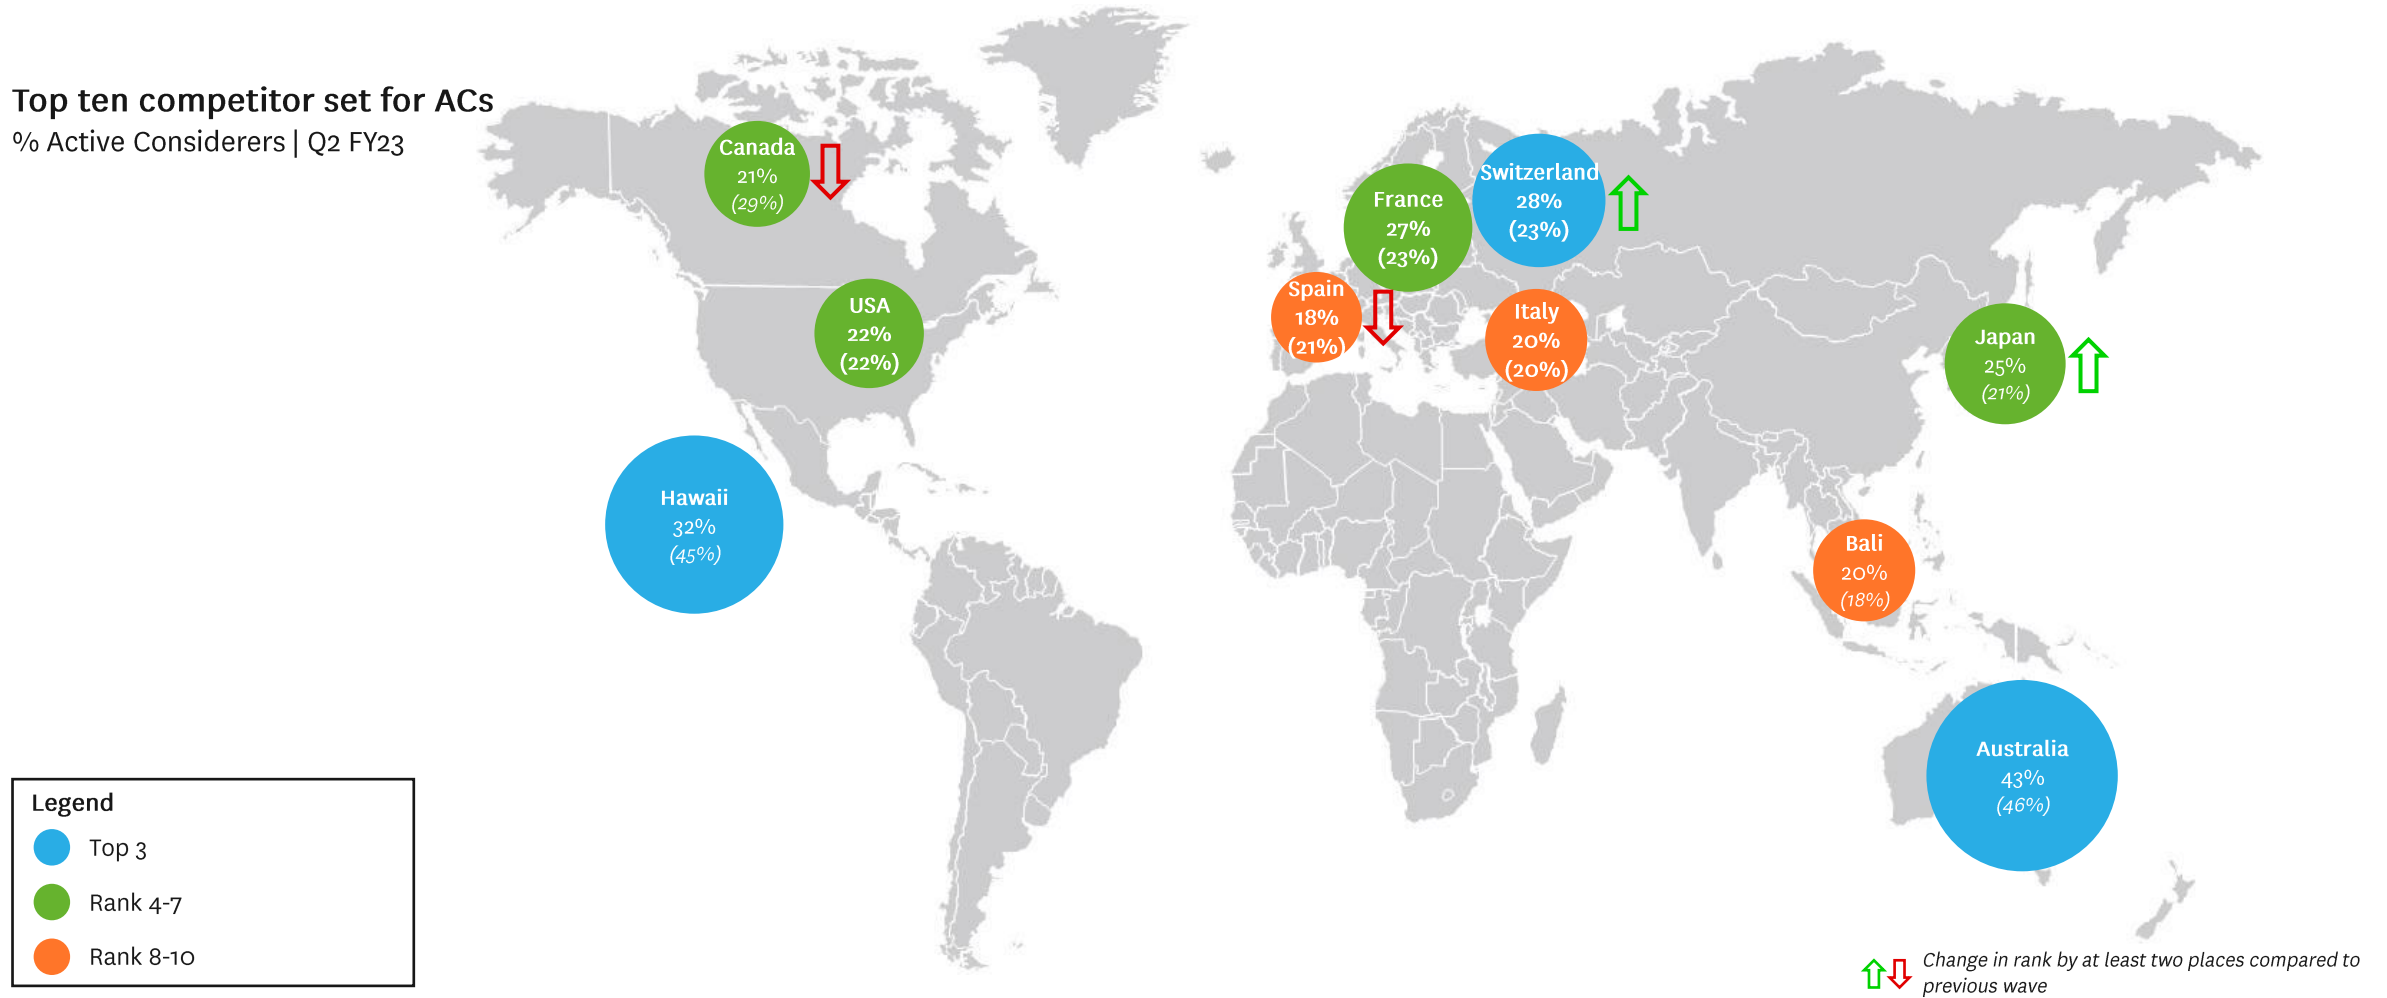 Top ten competitor set for ACs
% Active Considerers | Q2 FY23
Canada
21%
(29%)
USA
22%
(22%)
Hawaii
32%
(45%)
France
27%
(23%)
Switzerland
28%
(23%)
Spain
18%
(21%)
Italy
20%
(20%)
Japan
25%
(21%)
Bali
20%
(18%)
Australia
43%
(46%)
Legend
Top 3
Rank 4-7
Rank 8-10
Change in rank by at least two places compared to
previous wave